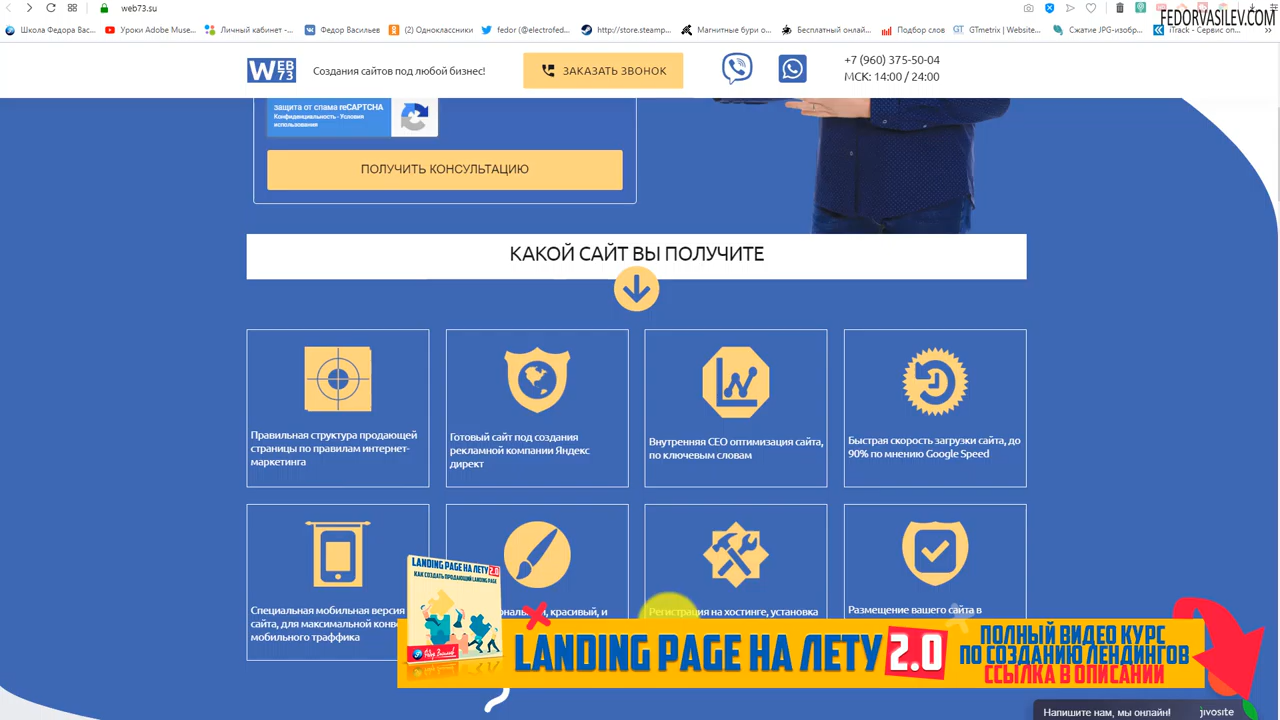 web73.su
FEDORVASILEV.COM
Школа Федора Вас...
Уроки Adobe Muse...
Личный кабинет -...
Федор Васильев
(2) Одноклассники
fedor (@electrofed...
http://store.steamp...
Магнитные бури о...
Бесплатный онлай...
Подбор слов
GTmetrix | Website...
Сжатие JPG-изобр...
iTrack - Сервис оп...
WEB 73
Создания сайтов под любой бизнес!
ЗАКАЗАТЬ ЗВОНОК
+7 (960) 375-50-04
МСК: 14:00 / 24:00
защита от спама reCAPTCHA
Конфиденциальность - Условия
использования
ПОЛУЧИТЬ КОНСУЛЬТАЦИЮ
КАКОЙ САЙТ ВЫ ПОЛУЧИТЕ
Правильная структура продающей
страницы по правилам интернет-
маркетинга
Готовый сайт под создания
рекламной компании Яндекс
директ
Внутренняя СЕО оптимизация сайта,
по ключевым словам
Быстрая скорость загрузки сайта, до
90% по мнению Google Speed
Специальная мобильная версия
сайта, для максимальной
мобильного траффика
красивый, и
Регистрация на хостинге, установка
Размещение вашего сайта в
LANDING PAGE НА ЛЕТУ 2.0
КАК СОЗДАТЬ ПРОДАЮЩИЙ LANDING PAGE
Федор Васильев
LANDING PAGE НА ЛЕТУ 2.0
ПОЛНЫЙ ВИДЕО КУРС
ПО СОЗДАНИЮ ЛЕНДИНГОВ
ССЫЛКА В ОПИСАНИИ
Напишите нам, мы онлайн!
jivosite